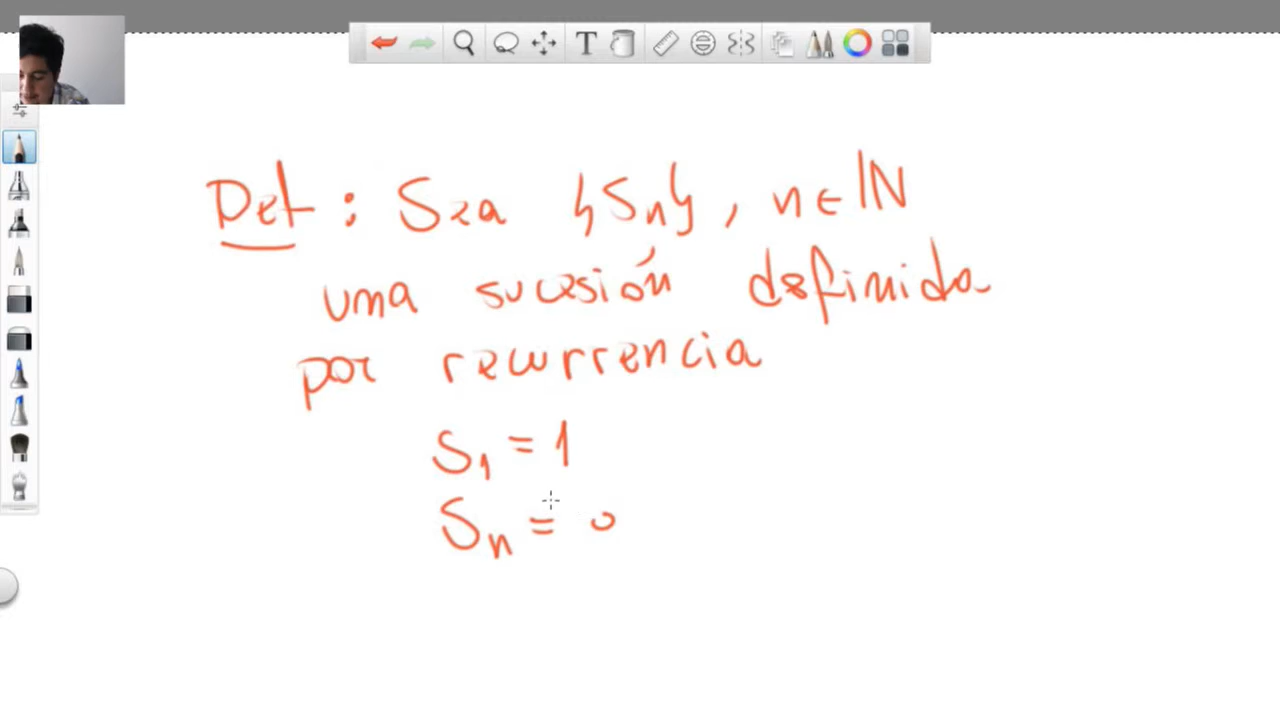 Def: Sea {Sn}, n ∈ ℕ
una sucesión definida
por recurrencia
S₁ = 1
Sₙ = o
T